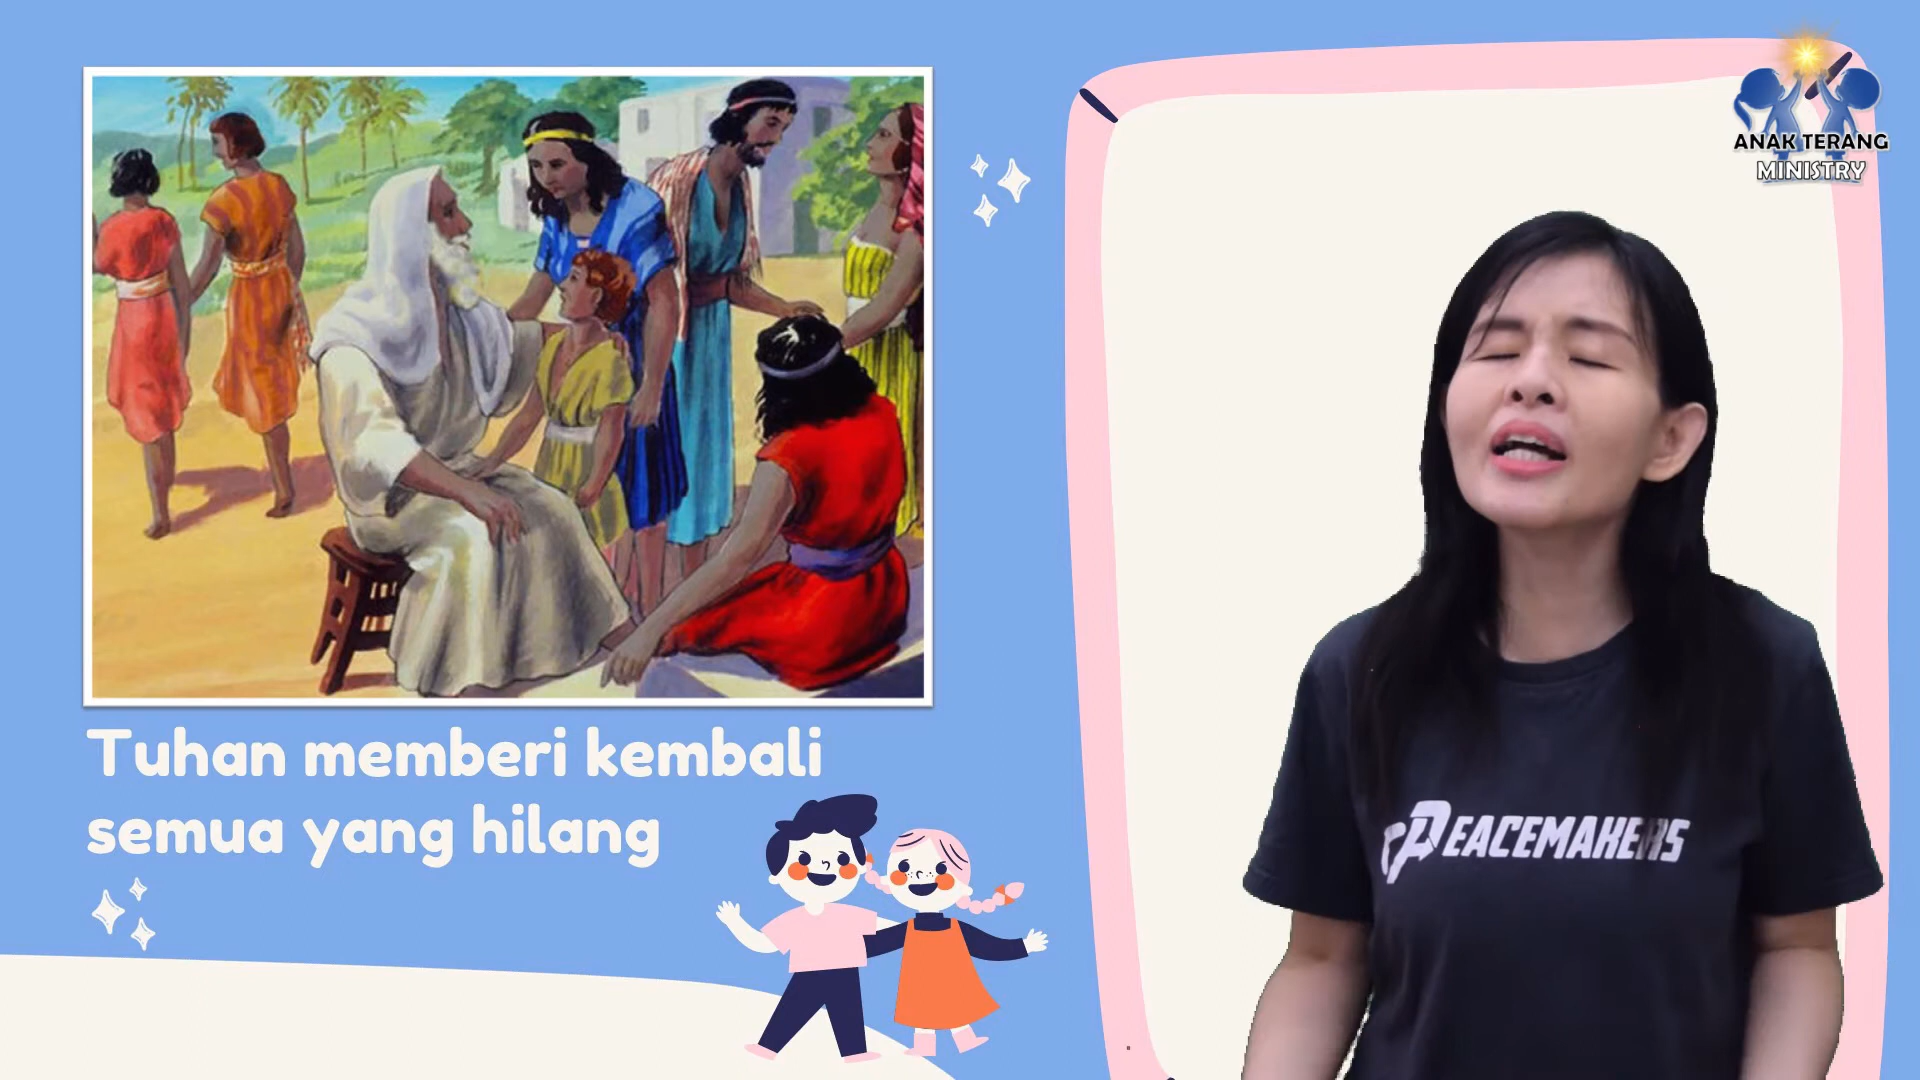 ANAK TERANG
MINISTRY
Tuhan memberi kembali
semua yang hilang
PEACEMAKERS